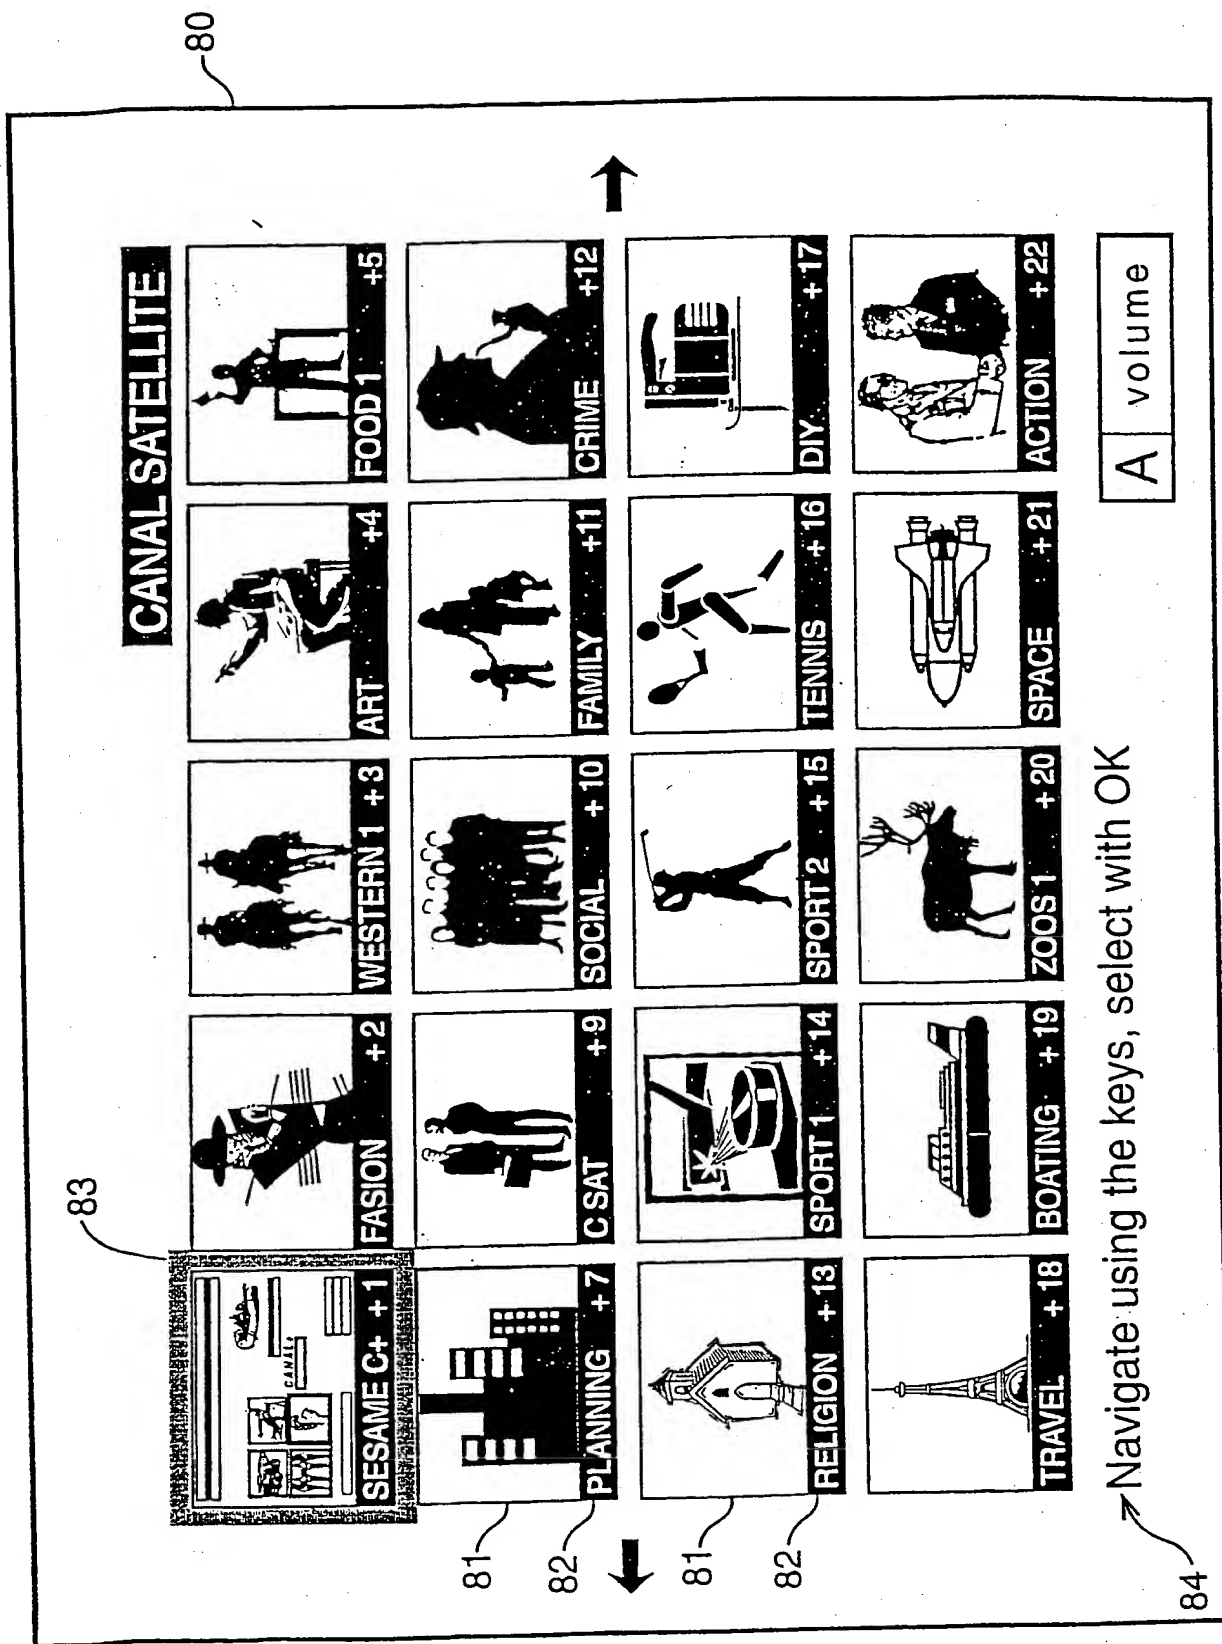 80
CANAL SATELLITE
83
CANAL+
SESAME C+ +1
FASION +2
WESTERN 1 +3
ART +4
FOOD 1 +5
81
82
PLANNING +7
C SAT +9
SOCIAL +10
FAMILY +11
CRIME +12
81
82
RELIGION +13
SPORT 1 +14
SPORT 2 +15
TENNIS +16
DIY +17
TRAVEL +18
BOATING +19
ZOOS 1 +20
SPACE +21
ACTION +22
84
Navigate using the keys, select with OK
A volume